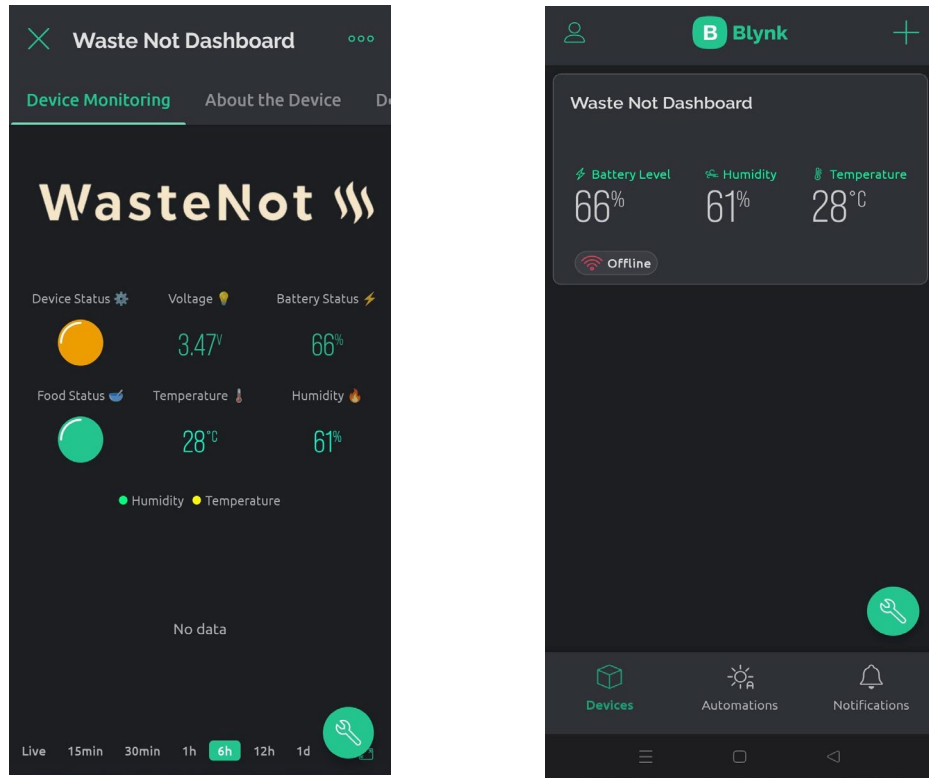 Waste Not Dashboard
Device Monitoring About the Device
WasteNot
Device Status Voltage Battery Status
3.47V 66%
Food Status Temperature Humidity
28°C 61%
Humidity Temperature
No data
Live 15min 30min 1h 6h 12h 1d
B Blynk
Waste Not Dashboard
Battery Level Humidity Temperature
66% 61% 28°C
Offline
Devices Automations Notifications